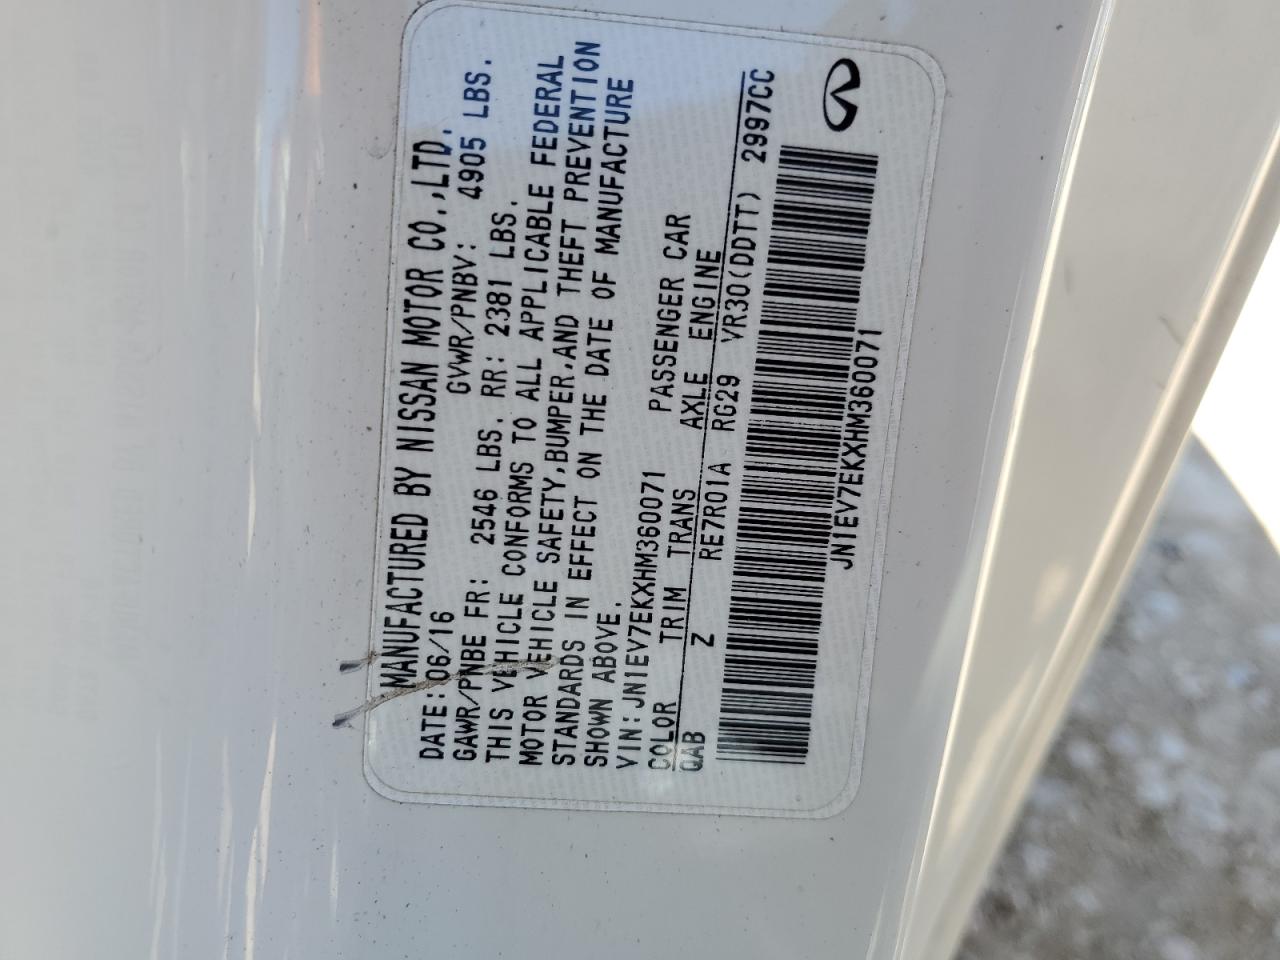 MANUFACTURED BY NISSAN MOTOR CO.,LTD.
DATE:06/16 GVWR/PNBV: 4905 LBS.
GAWR/PNBE FR: 2546 LBS. RR: 2381 LBS.
THIS VEHICLE CONFORMS TO ALL APPLICABLE FEDERAL
MOTOR VEHICLE SAFETY,BUMPER,AND THEFT PREVENTION
STANDARDS IN EFFECT ON THE DATE OF MANUFACTURE
SHOWN ABOVE.
VIN:JN1EV7EKXHM360071 PASSENGER CAR
COLOR TRIM TRANS AXLE ENGINE
QAB Z RE7R01A RG29 VR30(DDTT) 2997CC
JN1EV7EKXHM360071